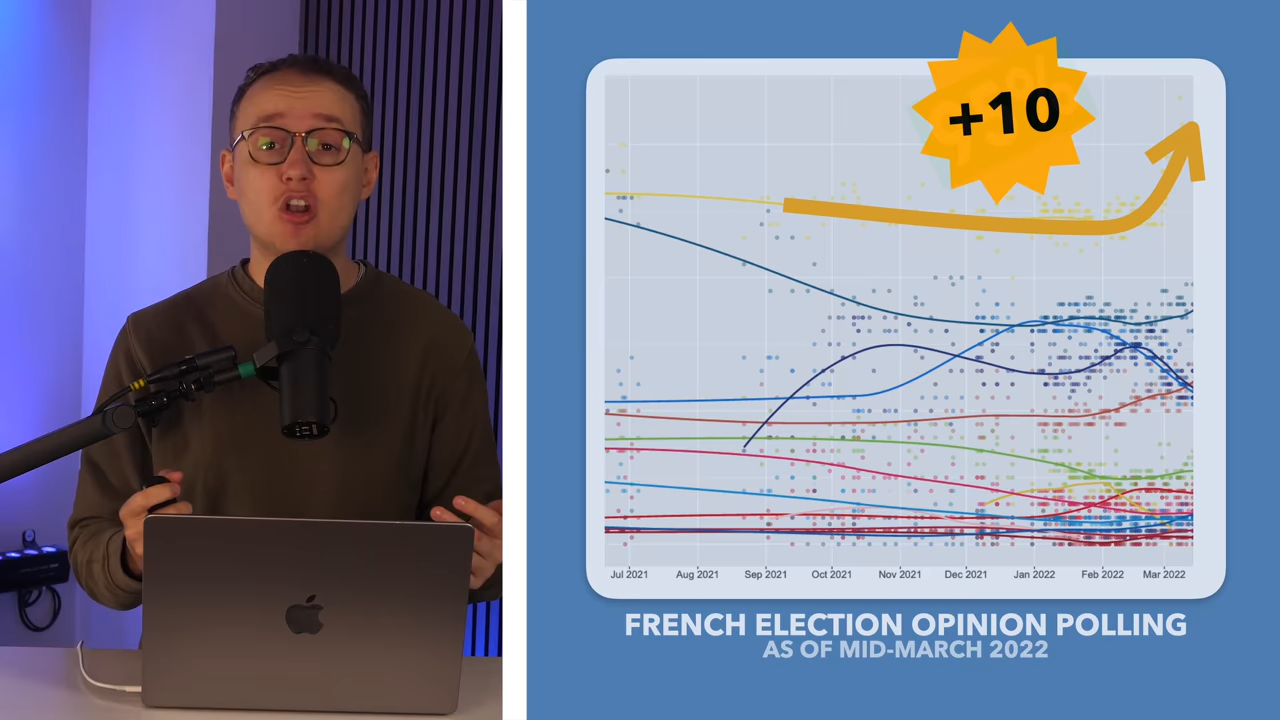 +10
Jul 2021 Aug 2021 Sep 2021 Oct 2021 Nov 2021 Dec 2021 Jan 2022 Feb 2022 Mar 2022
FRENCH ELECTION OPINION POLLING
AS OF MID-MARCH 2022